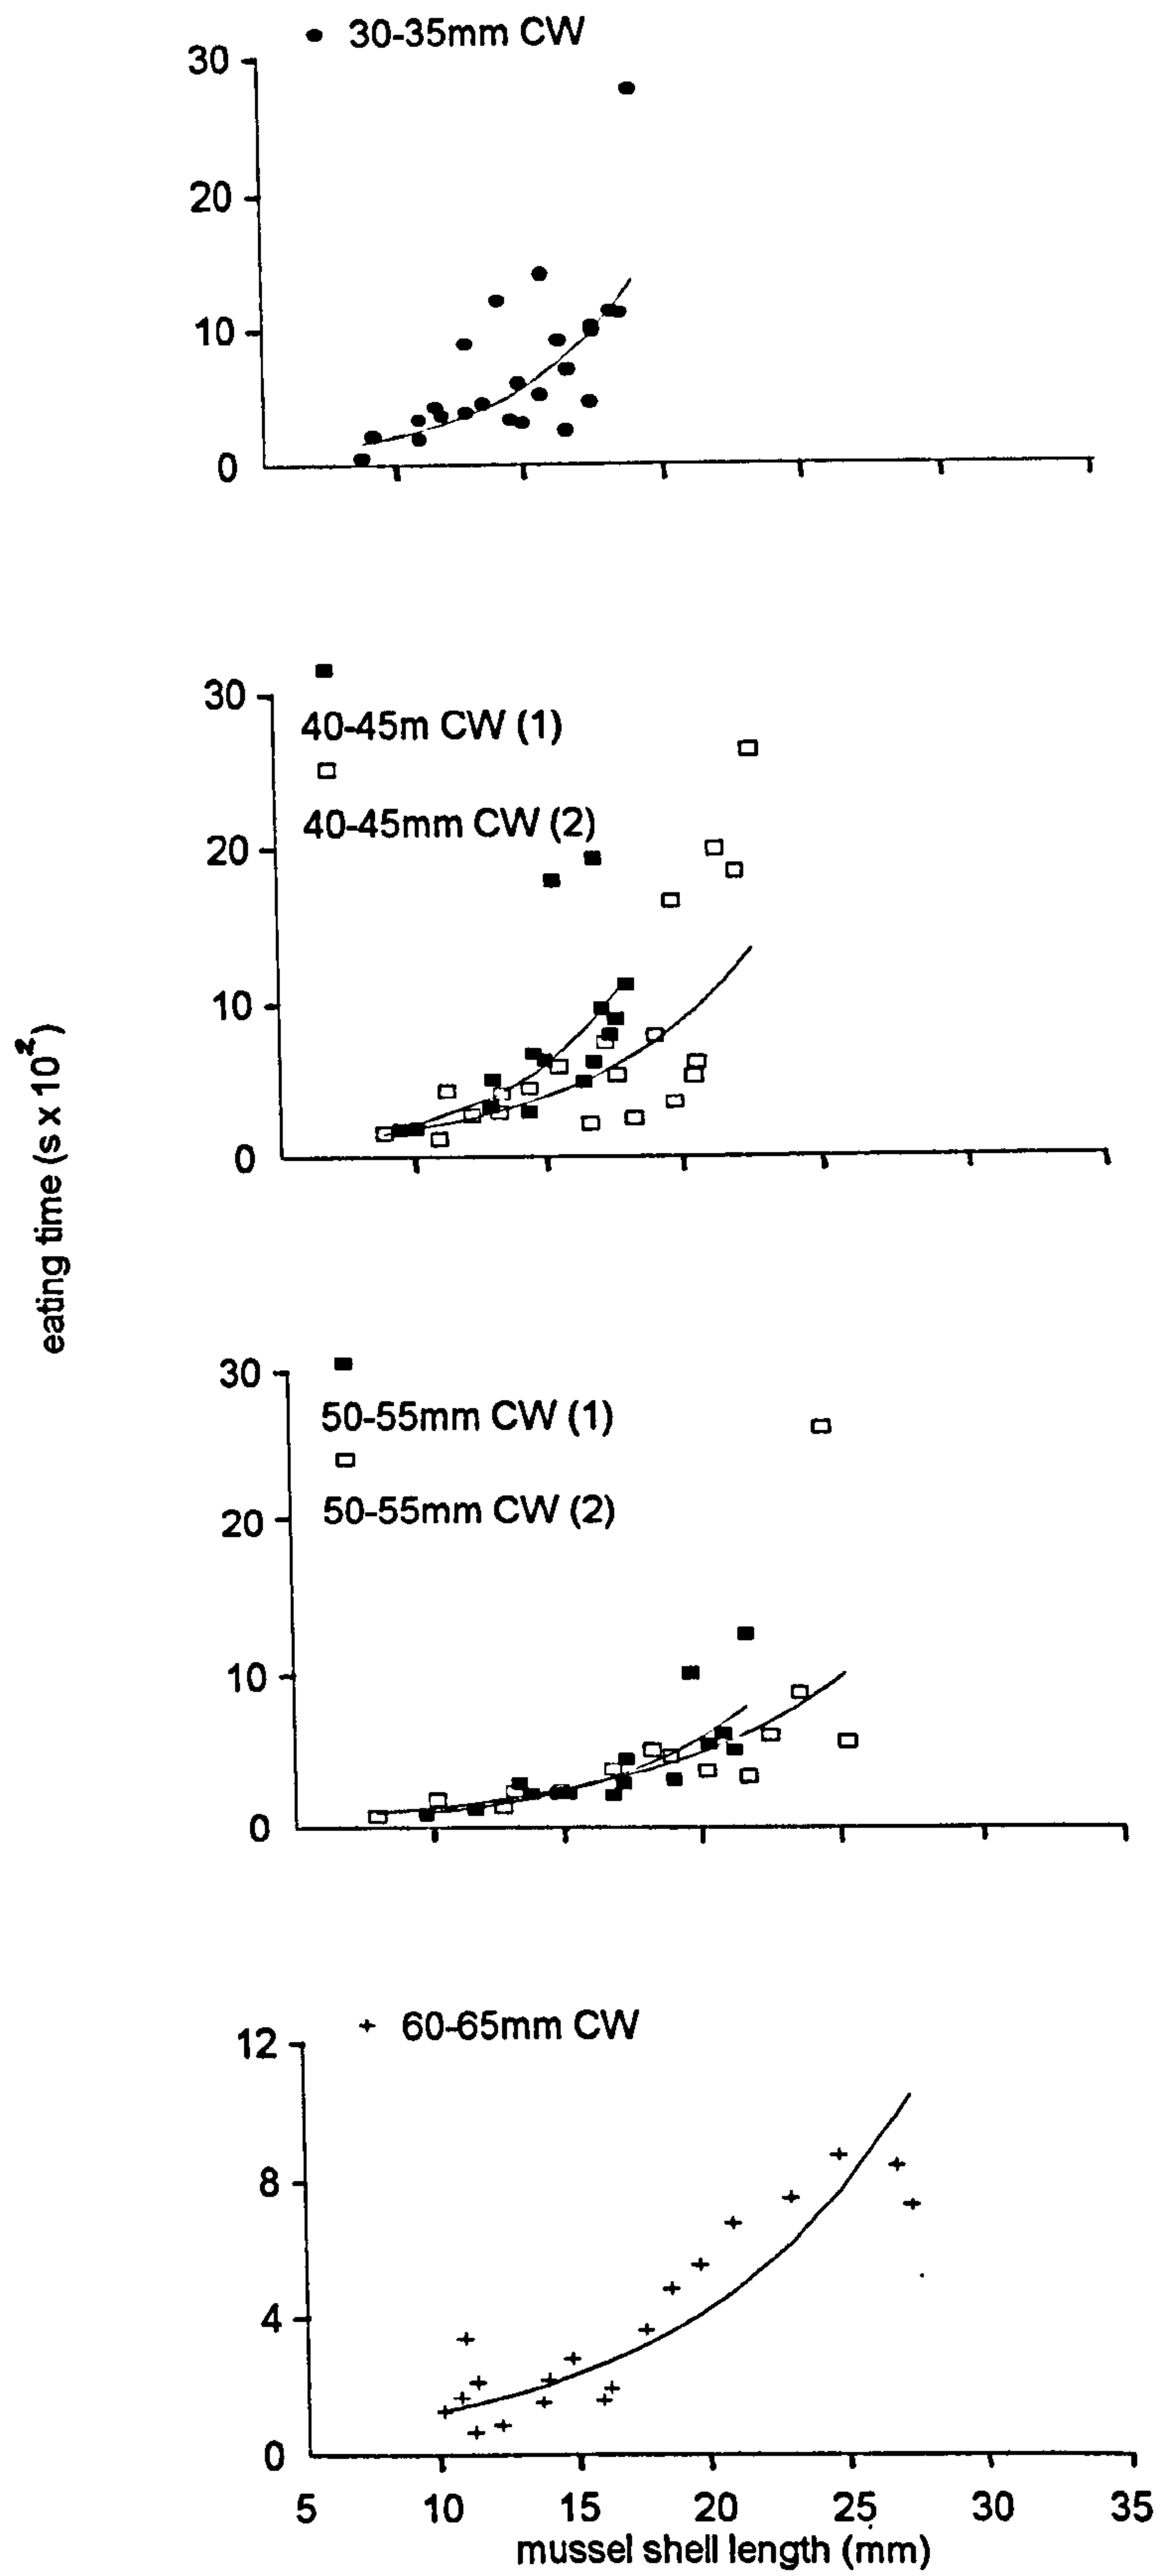 30-35mm CW
30
20
10
0
30
40-45m CW (1)
40-45mm CW (2)
20
10
0
eating time (s x 10²)
30
50-55mm CW (1)
50-55mm CW (2)
20
10
0
60-65mm CW
12
8
4
0
5 10 15 20 25 30 35
mussel shell length (mm)